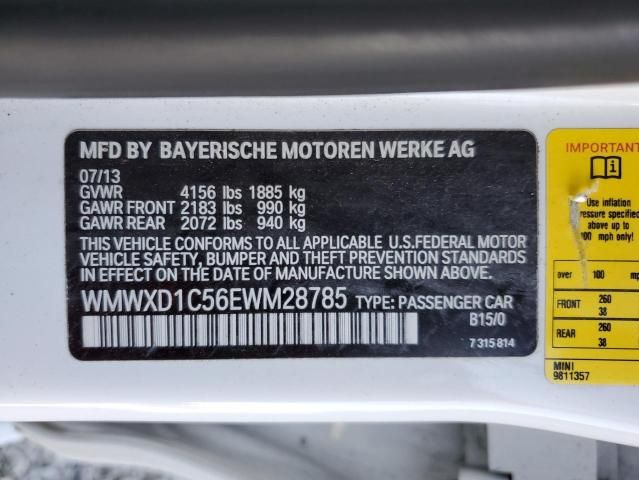 MFD BY BAYERISCHE MOTOREN WERKE AG
07/13
GVWR 4156 lbs 1885 kg
GAWR FRONT 2183 lbs 990 kg
GAWR REAR 2072 lbs 940 kg
THIS VEHICLE CONFORMS TO ALL APPLICABLE U.S.FEDERAL MOTOR
VEHICLE SAFETY, BUMPER AND THEFT PREVENTION STANDARDS
IN EFFECT ON THE DATE OF MANUFACTURE SHOWN ABOVE.
WMWXD1C56EWM28785 TYPE: PASSENGER CAR
B15/0
7 315 814
IMPORTANT
Use inflation
pressure specified
above up to
100 mph only!
over 100 mp
FRONT 260
38
REAR 260
38
MINI
9811357